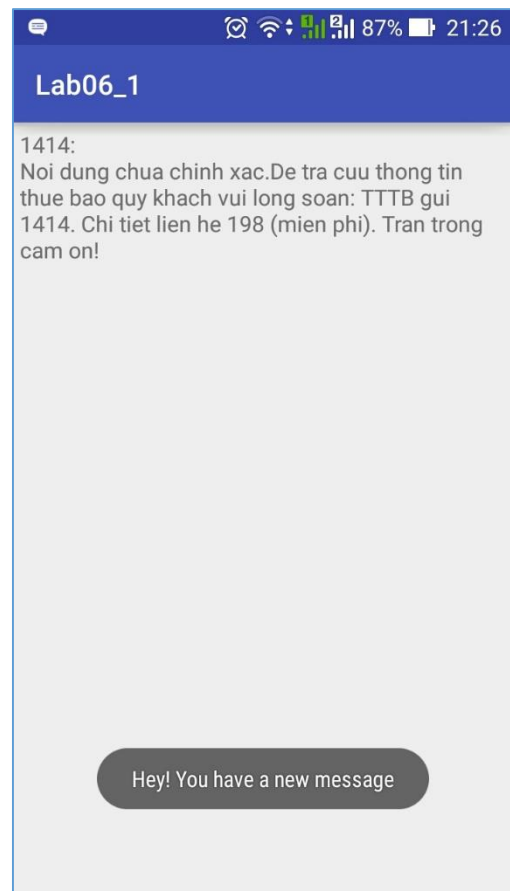 87% 21:26
Lab06_1
1414:
Noi dung chua chinh xac.De tra cuu thong tin
thue bao quy khach vui long soan: TTTB gui
1414. Chi tiet lien he 198 (mien phi). Tran trong
cam on!
Hey! You have a new message